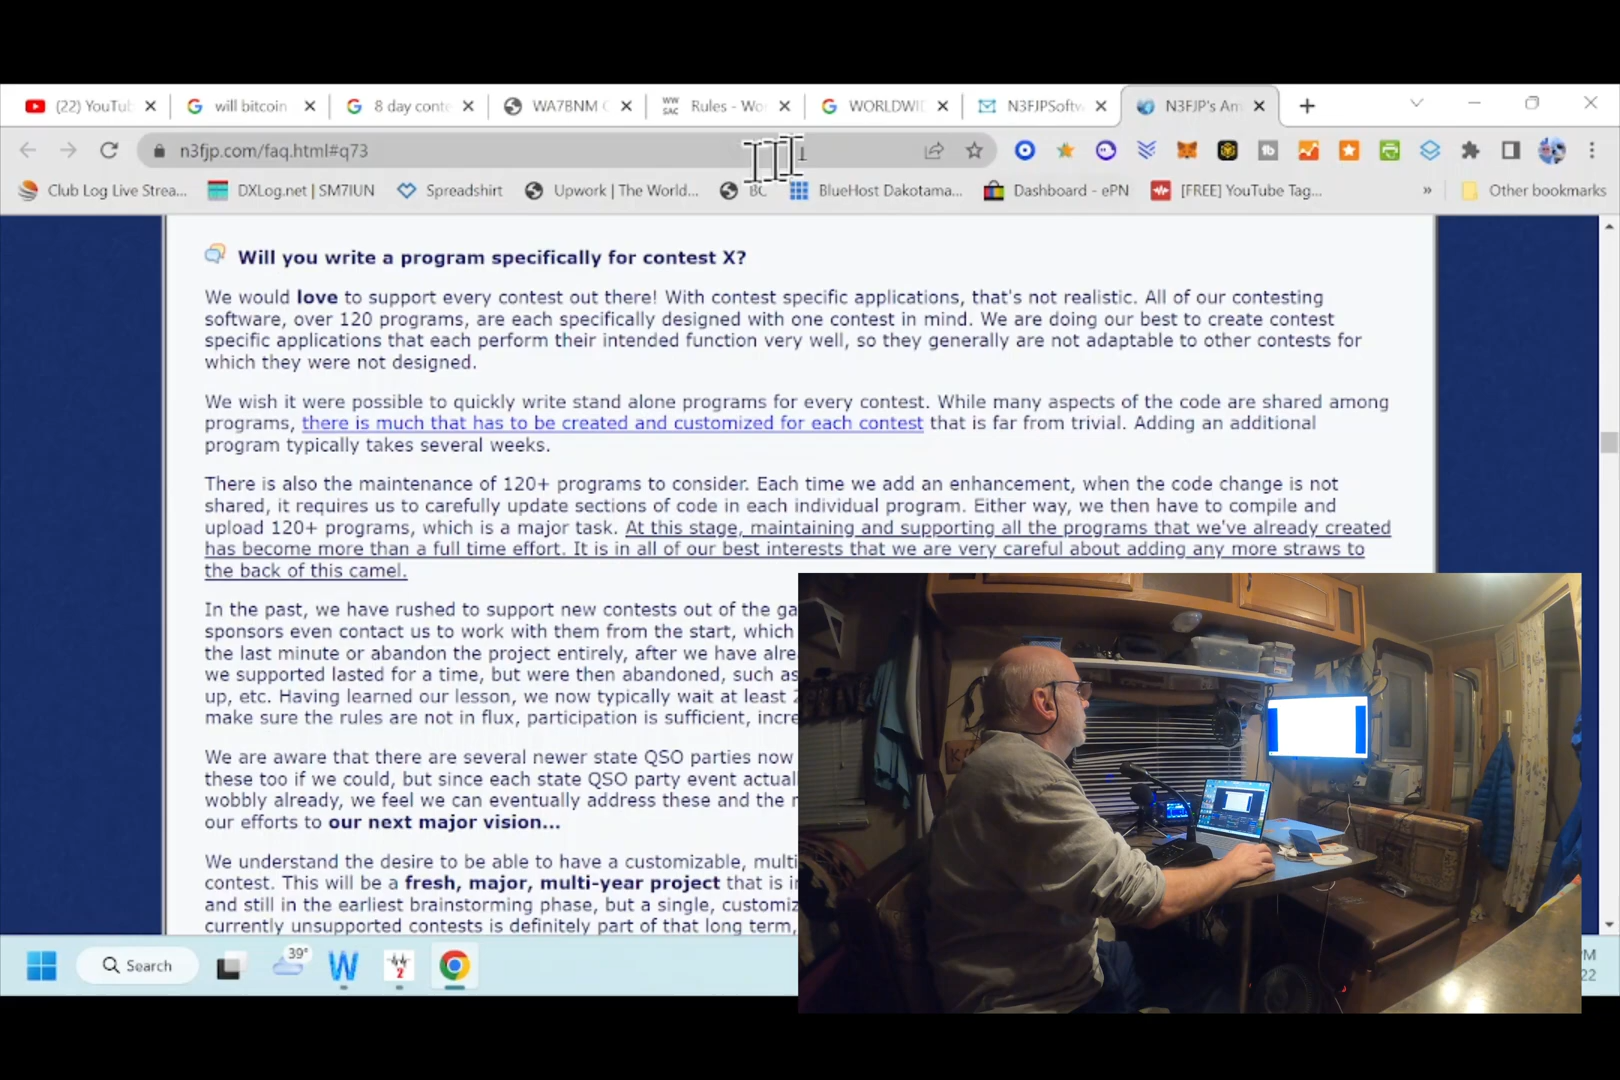 (22) YouTub
will bitcoin
8 day conte
WA7BNM C
WW SAC Rules - Wo
WORLDWID
N3FJPSoftw
N3FJP's Am
n3fjp.com/faq.html#q73
Club Log Live Strea...
DXLog.net | SM7IUN
Spreadshirt
Upwork | The World...
BC
BlueHost Dakotama...
Dashboard - ePN
[FREE] YouTube Tag...
»
Other bookmarks
Will you write a program specifically for contest X?
We would love to support every contest out there! With contest specific applications, that's not realistic. All of our contesting
software, over 120 programs, are each specifically designed with one contest in mind. We are doing our best to create contest
specific applications that each perform their intended function very well, so they generally are not adaptable to other contests for
which they were not designed.
We wish it were possible to quickly write stand alone programs for every contest. While many aspects of the code are shared among
programs, there is much that has to be created and customized for each contest that is far from trivial. Adding an additional
program typically takes several weeks.
There is also the maintenance of 120+ programs to consider. Each time we add an enhancement, when the code change is not
shared, it requires us to carefully update sections of code in each individual program. Either way, we then have to compile and
upload 120+ programs, which is a major task. At this stage, maintaining and supporting all the programs that we've already created
has become more than a full time effort. It is in all of our best interests that we are very careful about adding any more straws to
the back of this camel.
In the past, we have rushed to support new contests out of the ga
sponsors even contact us to work with them from the start, which
the last minute or abandon the project entirely, after we have alre
we supported lasted for a time, but were then abandoned, such as
up, etc. Having learned our lesson, we now typically wait at least 2
make sure the rules are not in flux, participation is sufficient, incre
We are aware that there are several newer state QSO parties now
these too if we could, but since each state QSO party event actual
wobbly already, we feel we can eventually address these and the r
our efforts to our next major vision...
We understand the desire to be able to have a customizable, multi
contest. This will be a fresh, major, multi-year project that is i
and still in the earliest brainstorming phase, but a single, customiz
currently unsupported contests is definitely part of that long term,
Search
39°
2
PM
22